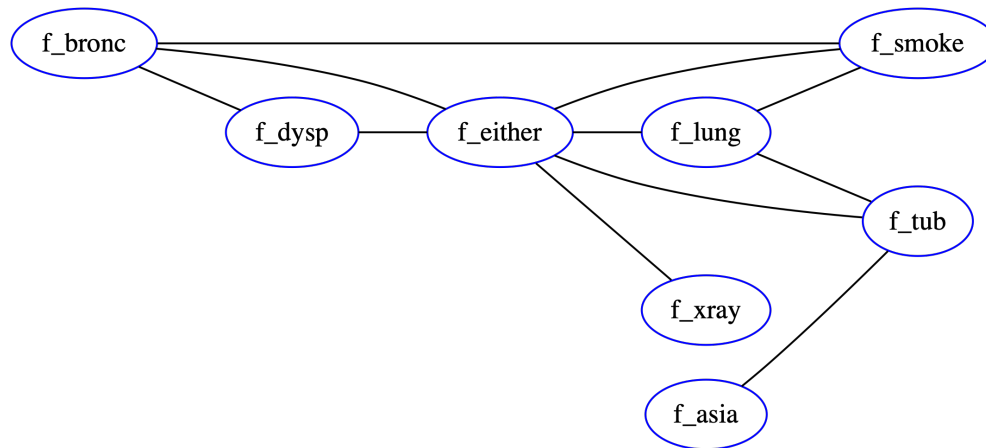 f_bronc
f_smoke
f_dysp
f_either
f_lung
f_tub
f_xray
f_asia